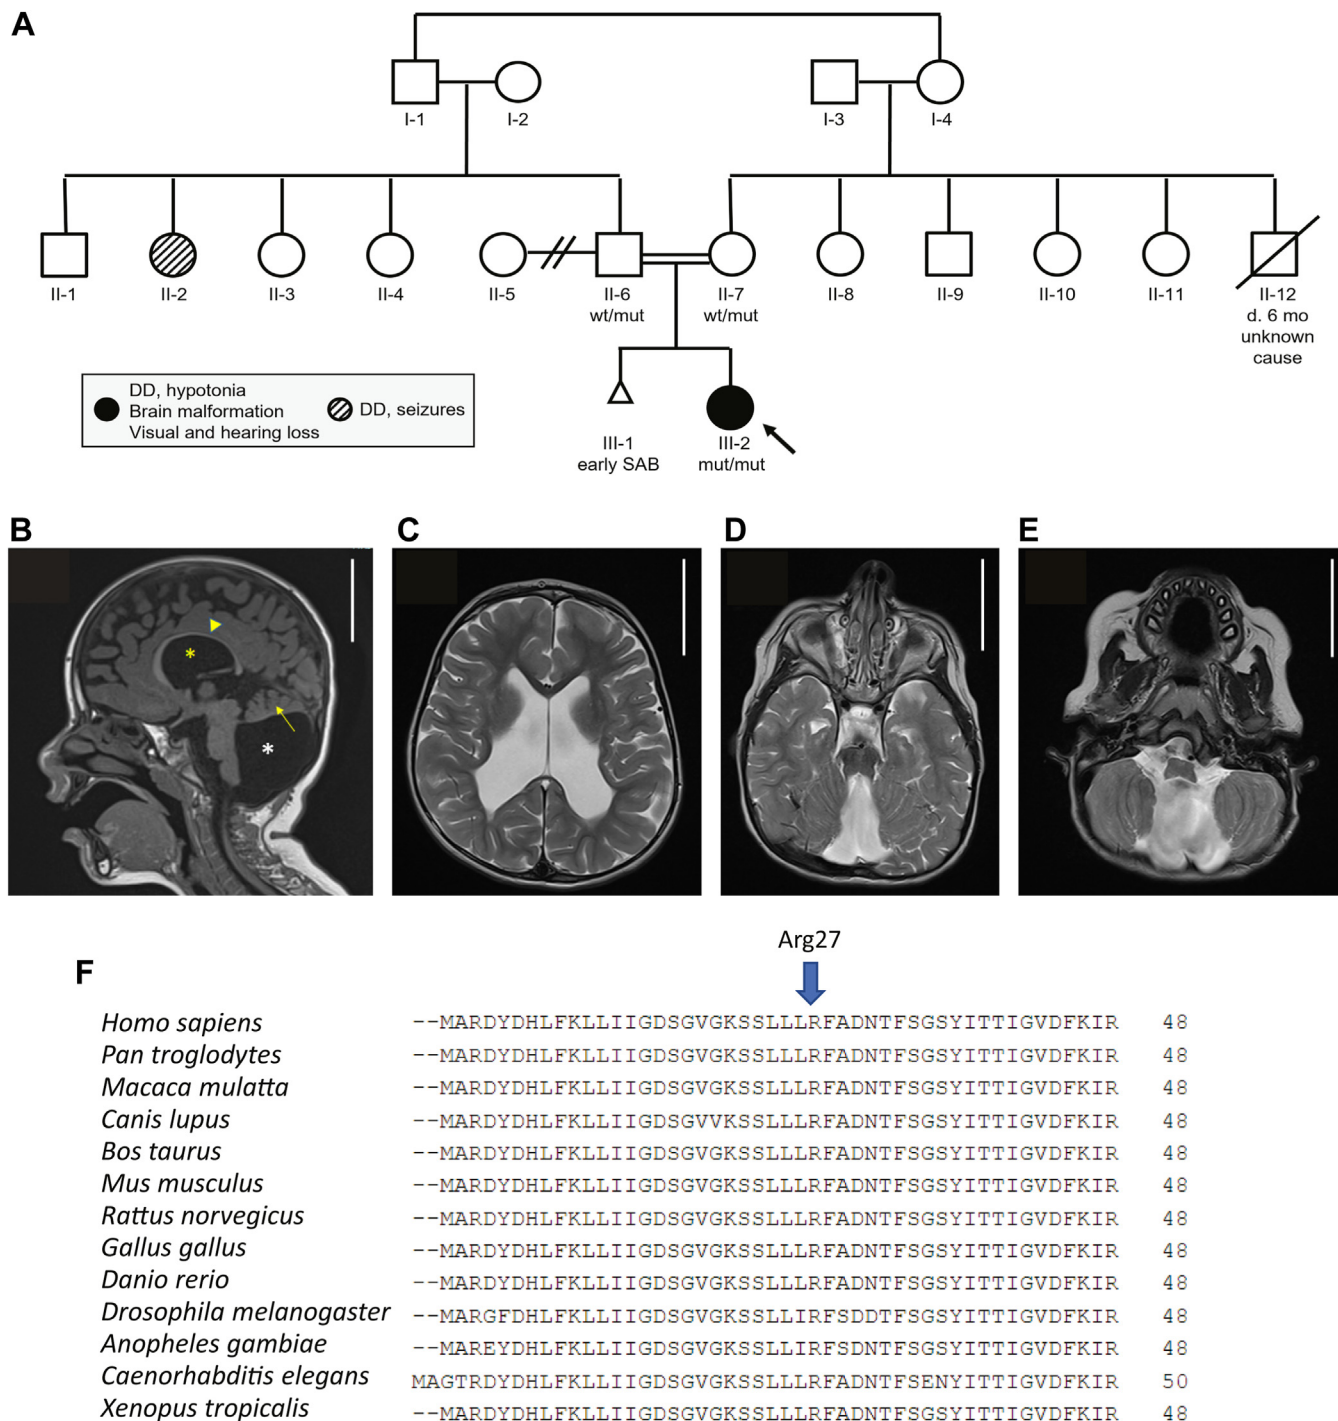 A
I-1
I-2
I-3
I-4
II-1
II-2
II-3
II-4
II-5
II-6
wt/mut
II-7
wt/mut
II-8
II-9
II-10
II-11
II-12
d. 6 mo
unknown
cause
DD, hypotonia
Brain malformation
Visual and hearing loss
DD, seizures
III-1
early SAB
III-2
mut/mut
B
C
D
E
*
*
Arg27
F
Homo sapiens --MARDYDHLFKLLIIGDSGVGKSSLLLRFADNTFSGSYITTIGVDFKIR 48
Pan troglodytes --MARDYDHLFKLLIIGDSGVGKSSLLLRFADNTFSGSYITTIGVDFKIR 48
Macaca mulatta --MARDYDHLFKLLIIGDSGVGKSSLLLRFADNTFSGSYITTIGVDFKIR 48
Canis lupus --MARDYDHLFKLLIIGDSGVVKSSLLLRFADNTFSGSYITTIGVDFKIR 48
Bos taurus --MARDYDHLFKLLIIGDSGVGKSSLLLRFADNTFSGSYITTIGVDFKIR 48
Mus musculus --MARDYDHLFKLLIIGDSGVGKSSLLLRFADNTFSGSYITTIGVDFKIR 48
Rattus norvegicus --MARDYDHLFKLLIIGDSGVGKSSLLLRFADNTFSGSYITTIGVDFKIR 48
Gallus gallus --MARDYDHLFKLLIIGDSGVGKSSLLLRFADNTFSGSYITTIGVDFKIR 48
Danio rerio --MARDYDHLFKLLIIGDSGVGKSSLLLRFADNTFSGSYITTIGVDFKIR 48
Drosophila melanogaster --MARGFDHLFKLLIIGDSGVGKSSLLIRFSDDTFSGSYITTIGVDFKIR 48
Anopheles gambiae --MAREYDHLFKLLIIGDSGVGKSSLLIRFSDNTFSGSYITTIGVDFKIR 48
Caenorhabditis elegans MAGTRDYDHLFKLLIIGDSGVGKSSLLLRFADNTFSENYITTIGVDFKIR 50
Xenopus tropicalis --MARDYDHLFKLLIIGDSGVGKSSLLLRFADNTFSGSYITTIGVDFKIR 48